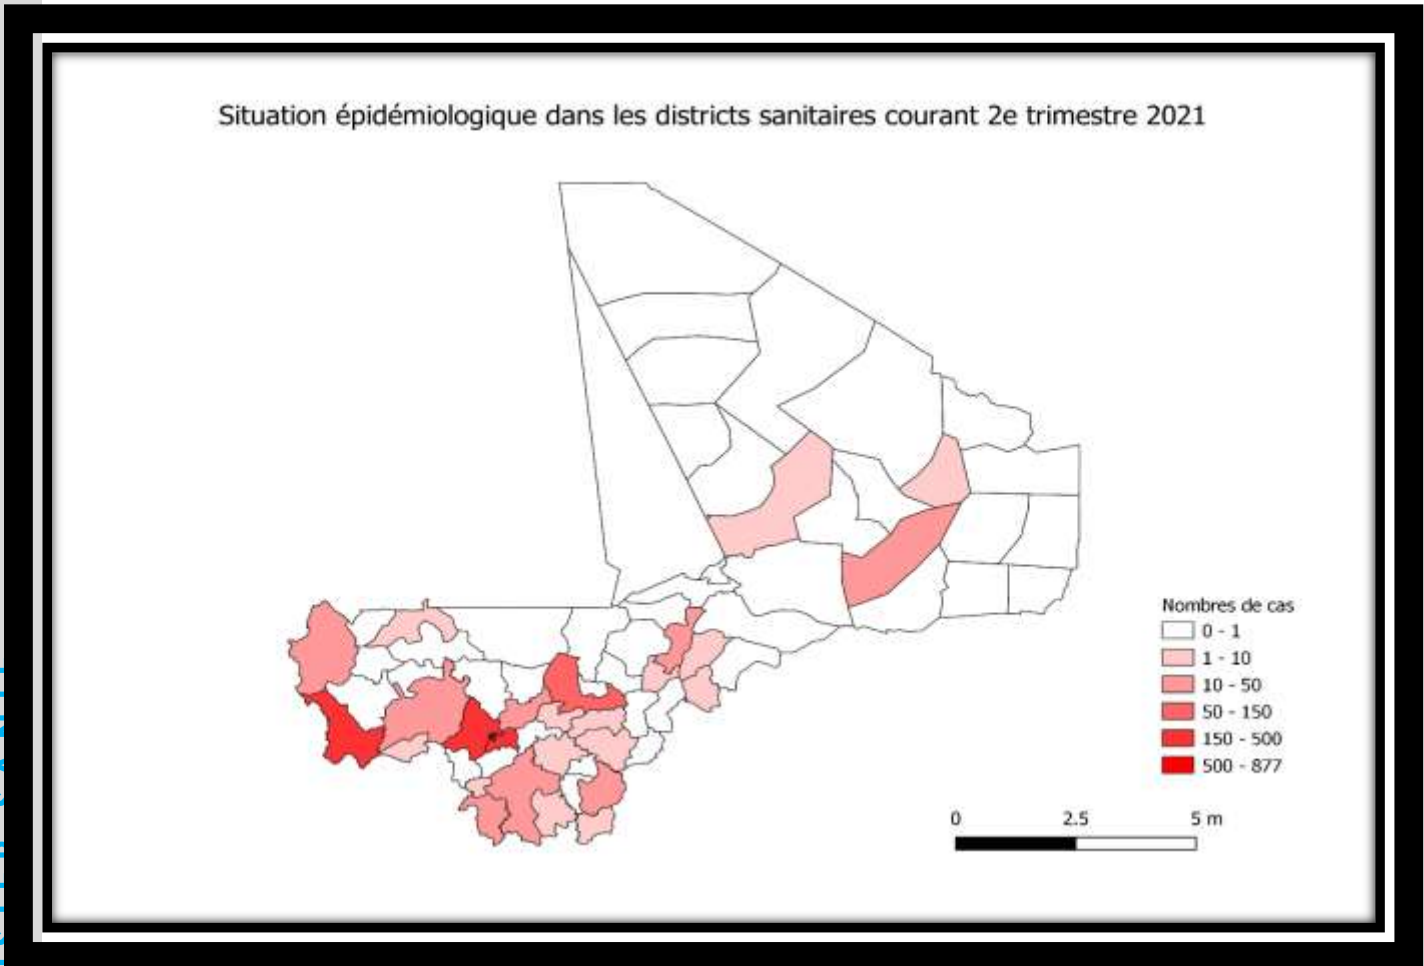 Situation épidémiologique dans les districts sanitaires courant 2e trimestre 2021
Nombres de cas
0 - 1
1 - 10
10 - 50
50 - 150
150 - 500
500 - 877
0 2.5 5 m